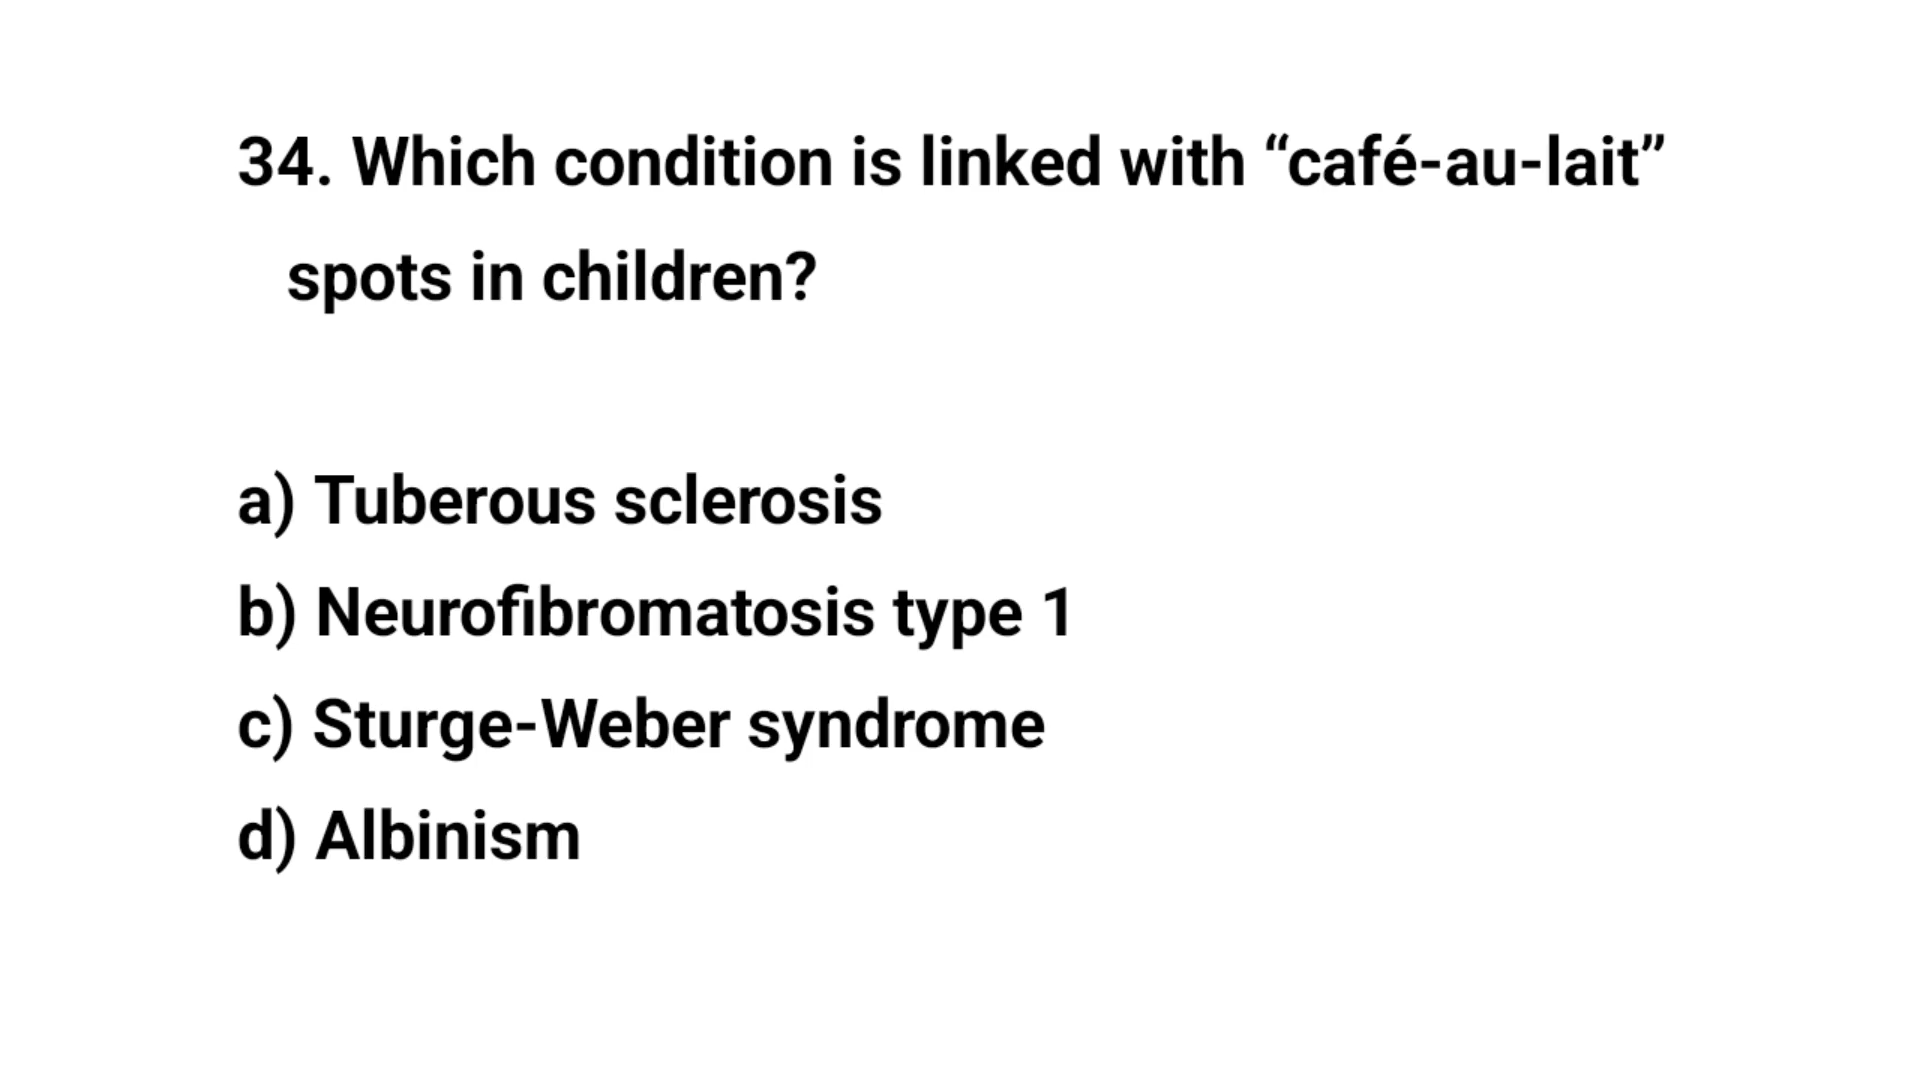 34. Which condition is linked with “café-au-lait”
spots in children?
a) Tuberous sclerosis
b) Neurofibromatosis type 1
c) Sturge-Weber syndrome
d) Albinism